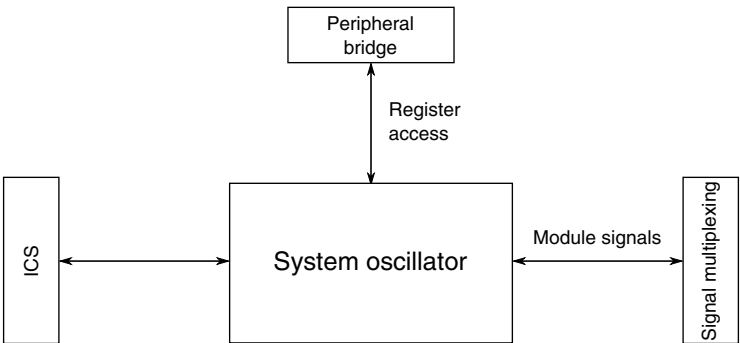 Peripheral
bridge
Register
access
ICS
System oscillator
Module signals
Signal multiplexing